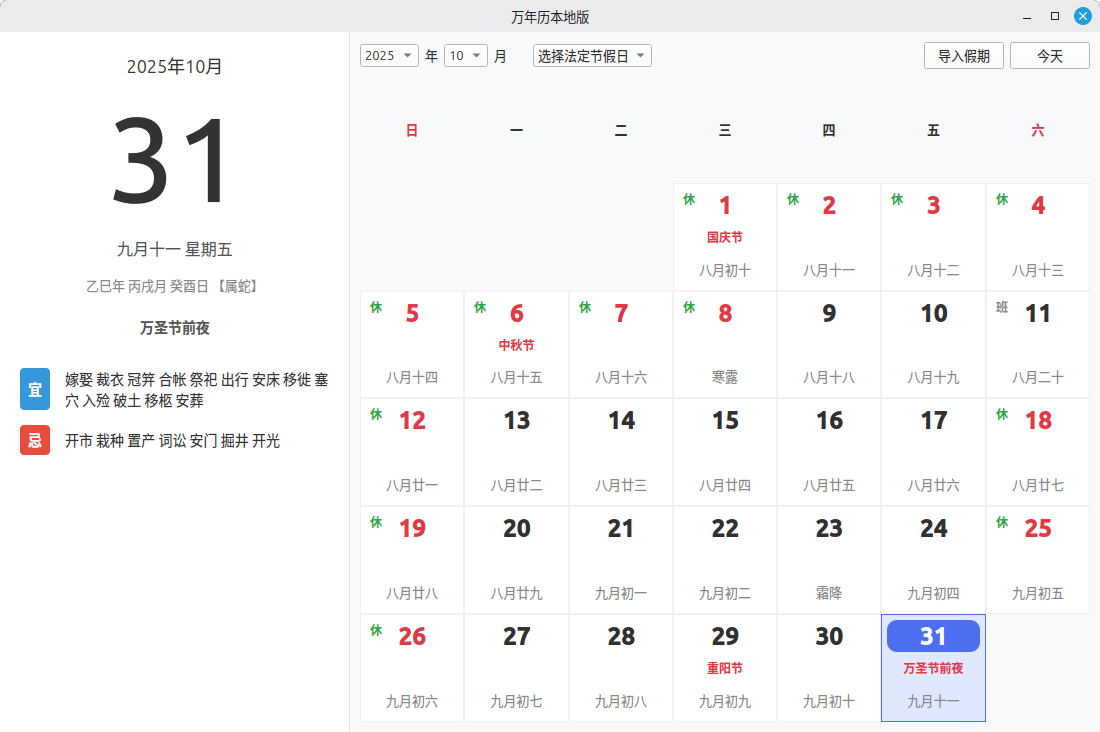 万年历本地版
2025年10月
31
九月十一 星期五
乙巳年 丙戌月 癸酉日 【属蛇】
万圣节前夜
宜 嫁娶 裁衣 冠笄 合帐 祭祀 出行 安床 移徙 塞
穴 入殓 破土 移柩 安葬
忌 开市 栽种 置产 词讼 安门 掘井 开光
2025 年 10 月 选择法定节假日 导入假期 今天
日 一 二 三 四 五 六
休 1 休 2 休 3 休 4
国庆节
八月初十 八月十一 八月十二 八月十三
休 5 休 6 休 7 休 8 9 10 班 11
中秋节
八月十四 八月十五 八月十六 寒露 八月十八 八月十九 八月二十
休 12 13 14 15 16 17 休 18
八月廿一 八月廿二 八月廿三 八月廿四 八月廿五 八月廿六 八月廿七
休 19 20 21 22 23 24 休 25
八月廿八 八月廿九 九月初一 九月初二 霜降 九月初四 九月初五
休 26 27 28 29 30 31
重阳节 万圣节前夜
九月初六 九月初七 九月初八 九月初九 九月初十 九月十一